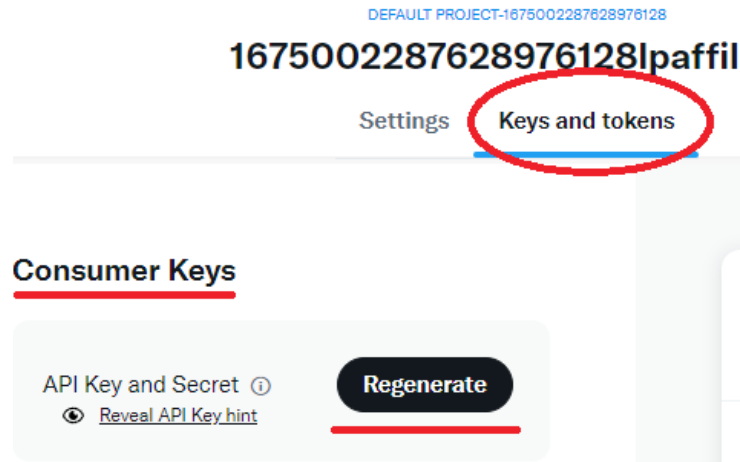 DEFAULT PROJECT-1675002287628976128
1675002287628976128lpaffil
Settings Keys and tokens
Consumer Keys
API Key and Secret
Regenerate
Reveal API Key hint